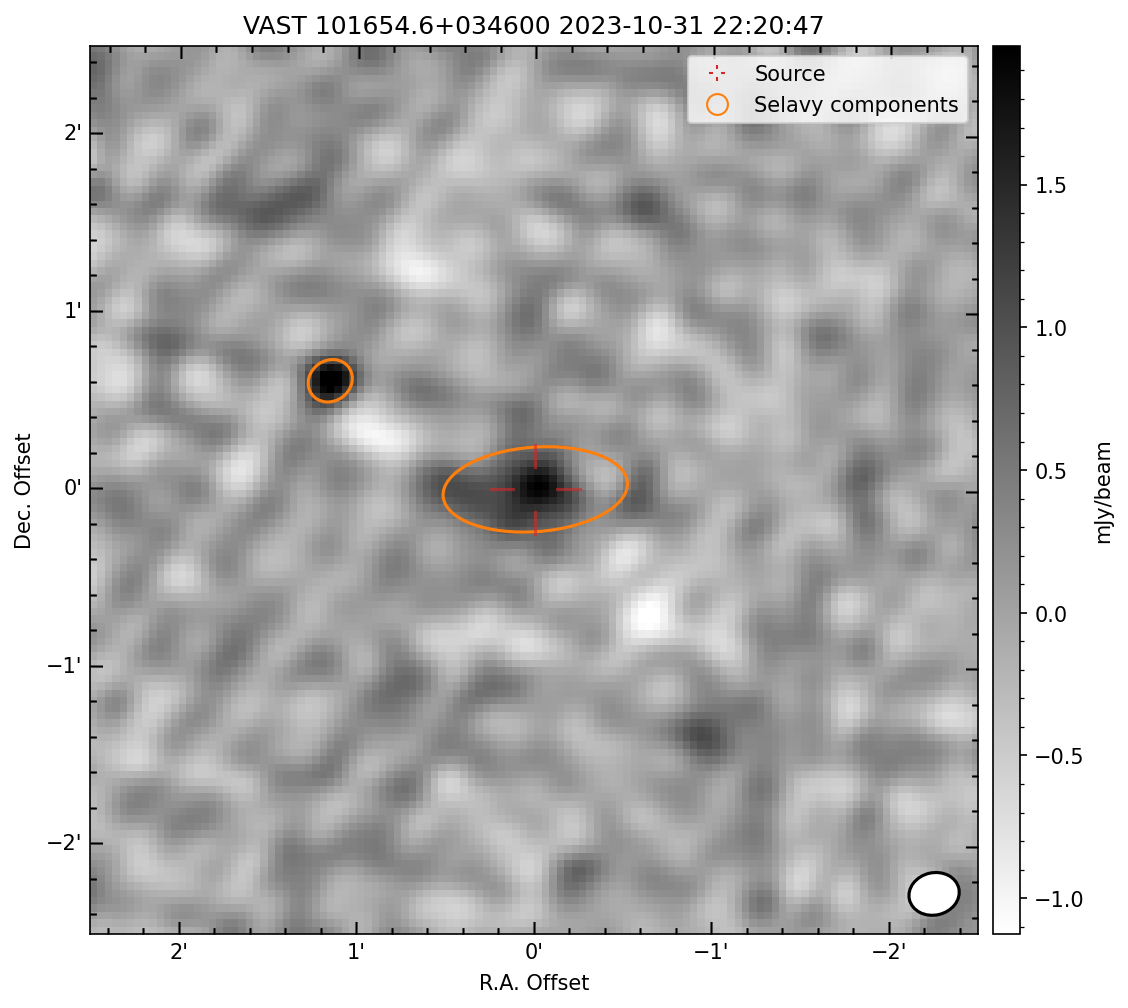 VAST 101654.6+034600 2023-10-31 22:20:47
Source
Selavy components
2'
1'
0'
−1'
−2'
Dec. Offset
2'
1'
0'
−1'
−2'
R.A. Offset
1.5
1.0
0.5
0.0
−0.5
−1.0
mJy/beam